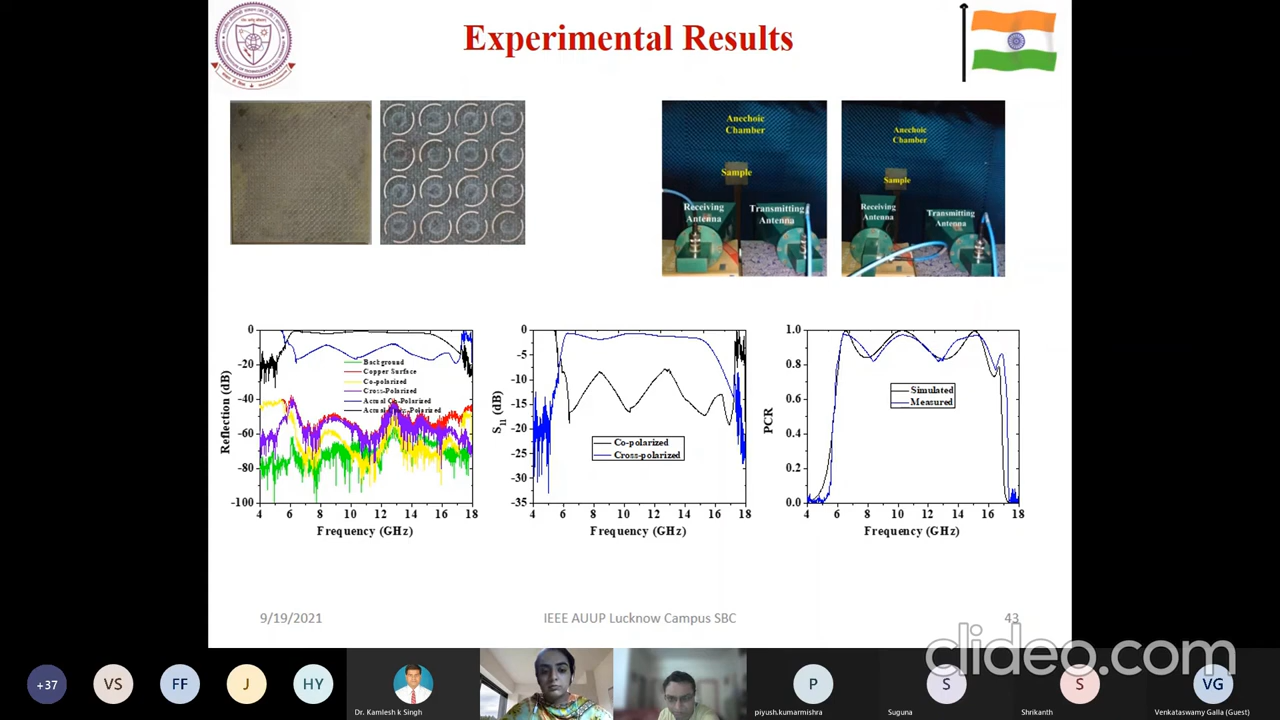 Experimental Results
Anechoic
Chamber
Sample
Receiving
Antenna
Transmitting
Antenna
Anechoic
Chamber
Sample
Receiving
Antenna
Transmitting
Antenna
Reflection (dB)
0
-20
-40
-60
-80
-100
Background
Copper Surface
Co-polarized
Cross-Polarized
Actual Co-Polarized
Actual Cross-Polarized
4 6 8 10 12 14 16 18
Frequency (GHz)
S11 (dB)
0
-5
-10
-15
-20
-25
-30
-35
Co-polarized
Cross-polarized
4 6 8 10 12 14 16 18
Frequency (GHz)
PCR
1.0
0.8
0.6
0.4
0.2
0.0
Simulated
Measured
4 6 8 10 12 14 16 18
Frequency (GHz)
9/19/2021
IEEE AUUP Lucknow Campus SBC
43
clideo.com
+37
VS
FF
J
HY
P
S
S
VG
Dr. Kamlesh k Singh
piyush.kumarmishra
Suguna
Shrikanth
Venkataswamy Galla (Guest)